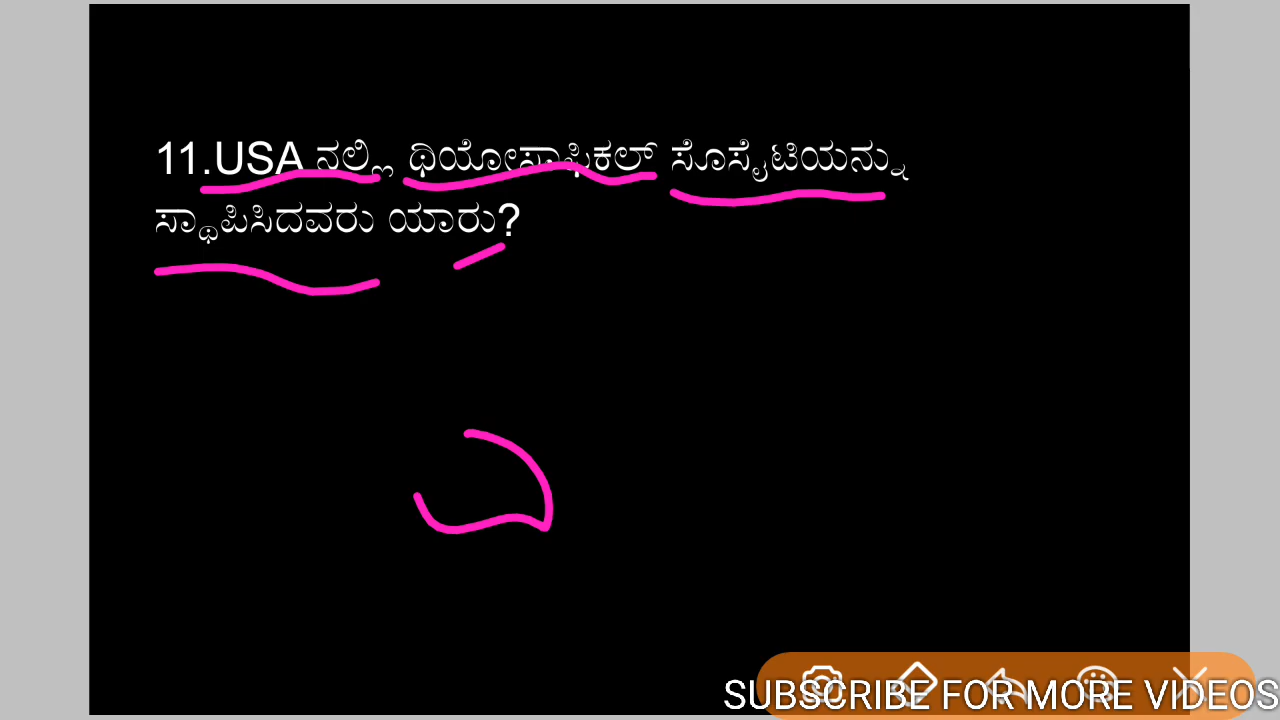 11.USA ನಲ್ಲಿ ಥಿಯೋಸಾಫಿಕಲ್ ಸೊಸೈಟಿಯನ್ನು
ಸ್ಥಾಪಿಸಿದವರು ಯಾರು?
SUBSCRIBE FOR MORE VIDEOS